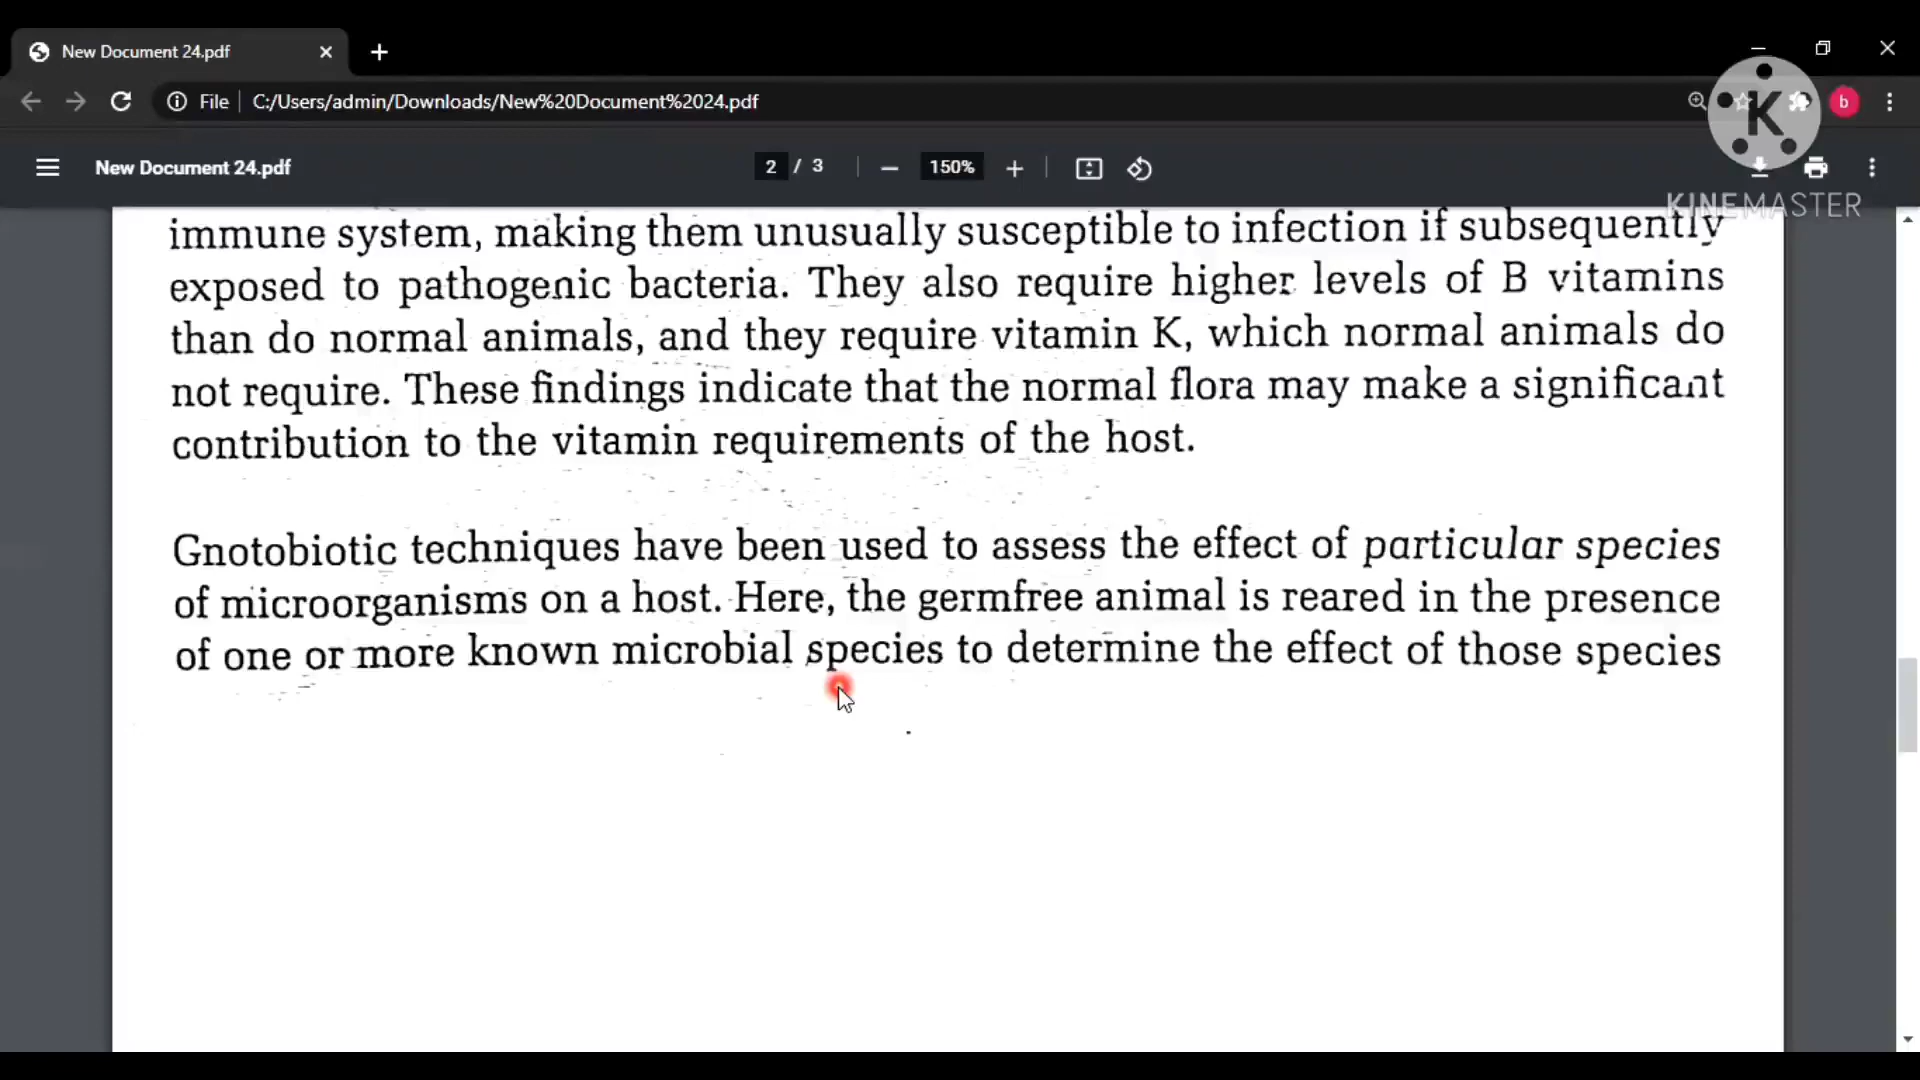 New Document 24.pdf
File C:/Users/admin/Downloads/New%20Document%2024.pdf
b
K
New Document 24.pdf 2 / 3 150%
KINEMASTER
immune system, making them unusually susceptible to infection if subsequently
exposed to pathogenic bacteria. They also require higher levels of B vitamins
than do normal animals, and they require vitamin K, which normal animals do
not require. These findings indicate that the normal flora may make a significant
contribution to the vitamin requirements of the host.
Gnotobiotic techniques have been used to assess the effect of particular species
of microorganisms on a host. Here, the germfree animal is reared in the presence
of one or more known microbial species to determine the effect of those species